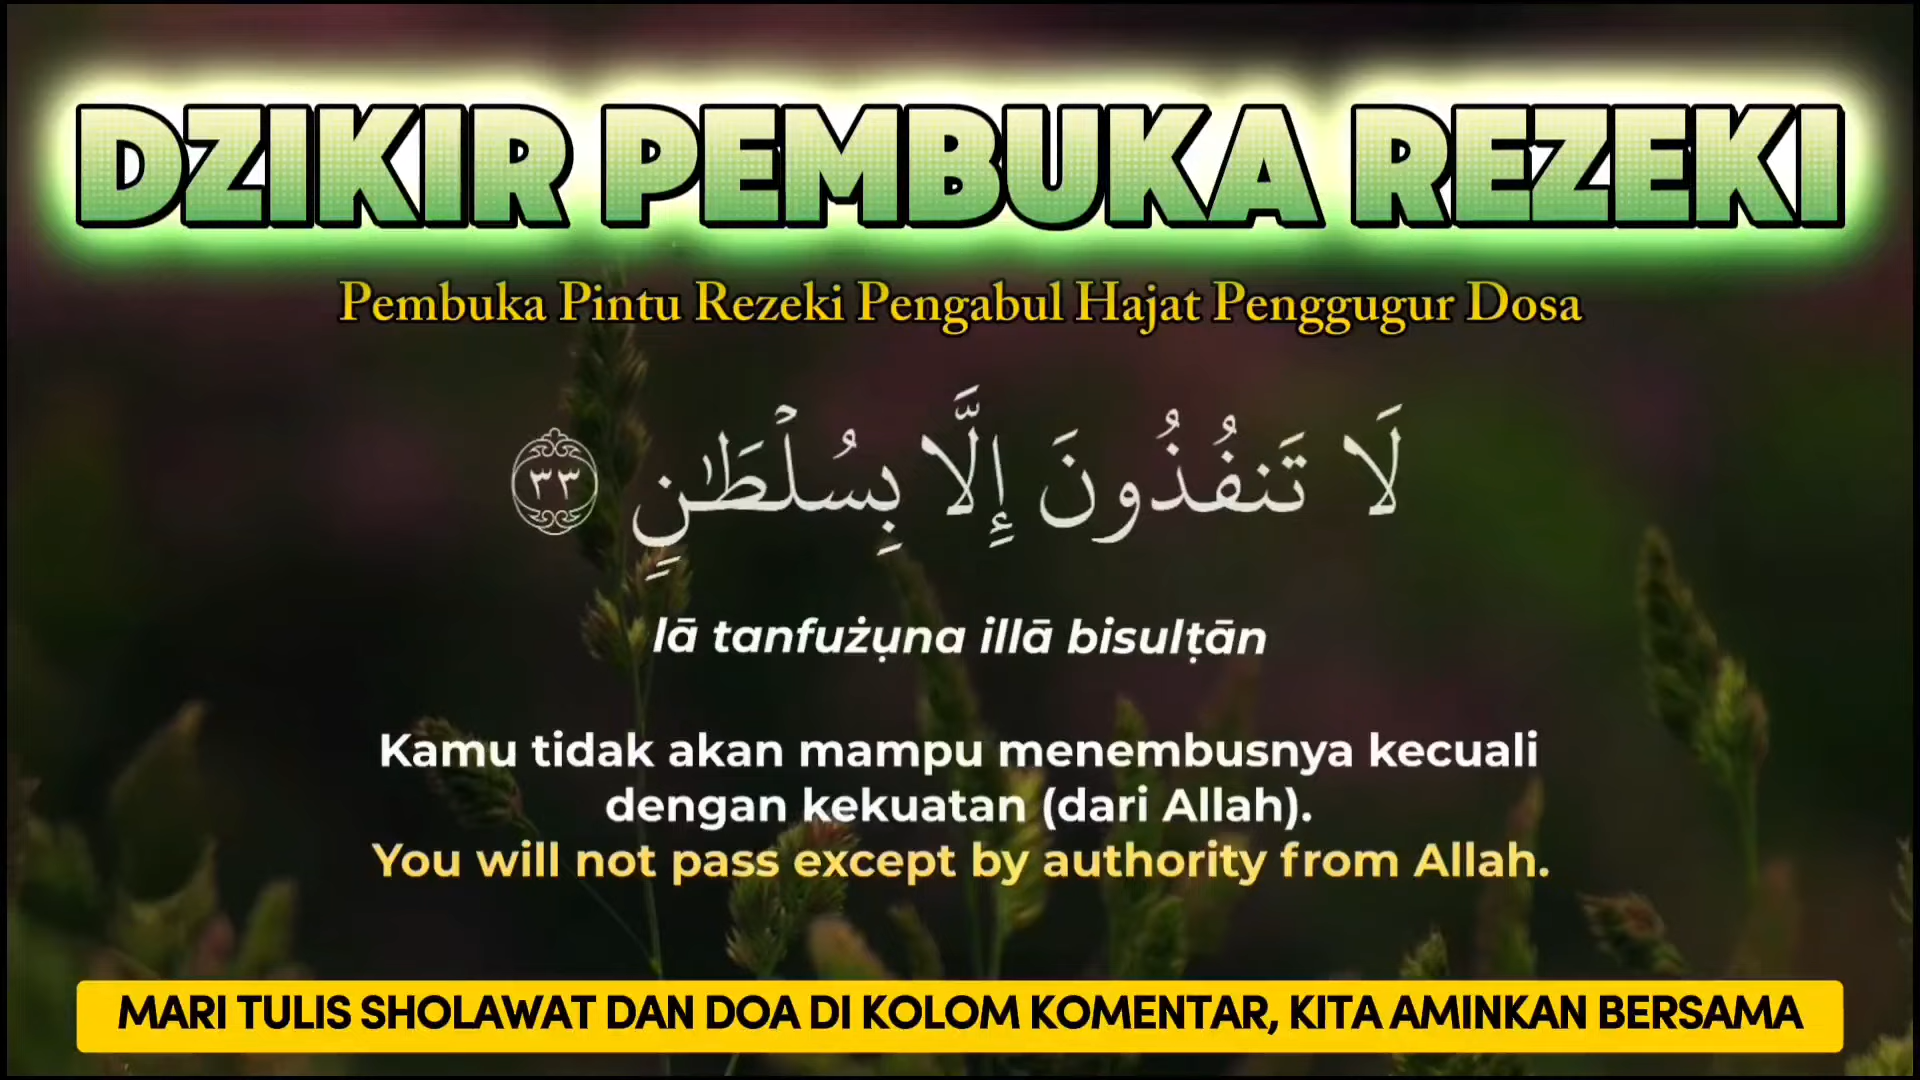 DZIKIR PEMBUKA REZEKI
Pembuka Pintu Rezeki Pengabul Hajat Penggugur Dosa
لَا تَنفُذُونَ إِلَّا بِسُلْطَـٰنٍ ٣٣
lā tanfużụna illā bisulṭān
Kamu tidak akan mampu menembusnya kecuali
dengan kekuatan (dari Allah).
You will not pass except by authority from Allah.
MARI TULIS SHOLAWAT DAN DOA DI KOLOM KOMENTAR, KITA AMINKAN BERSAMA